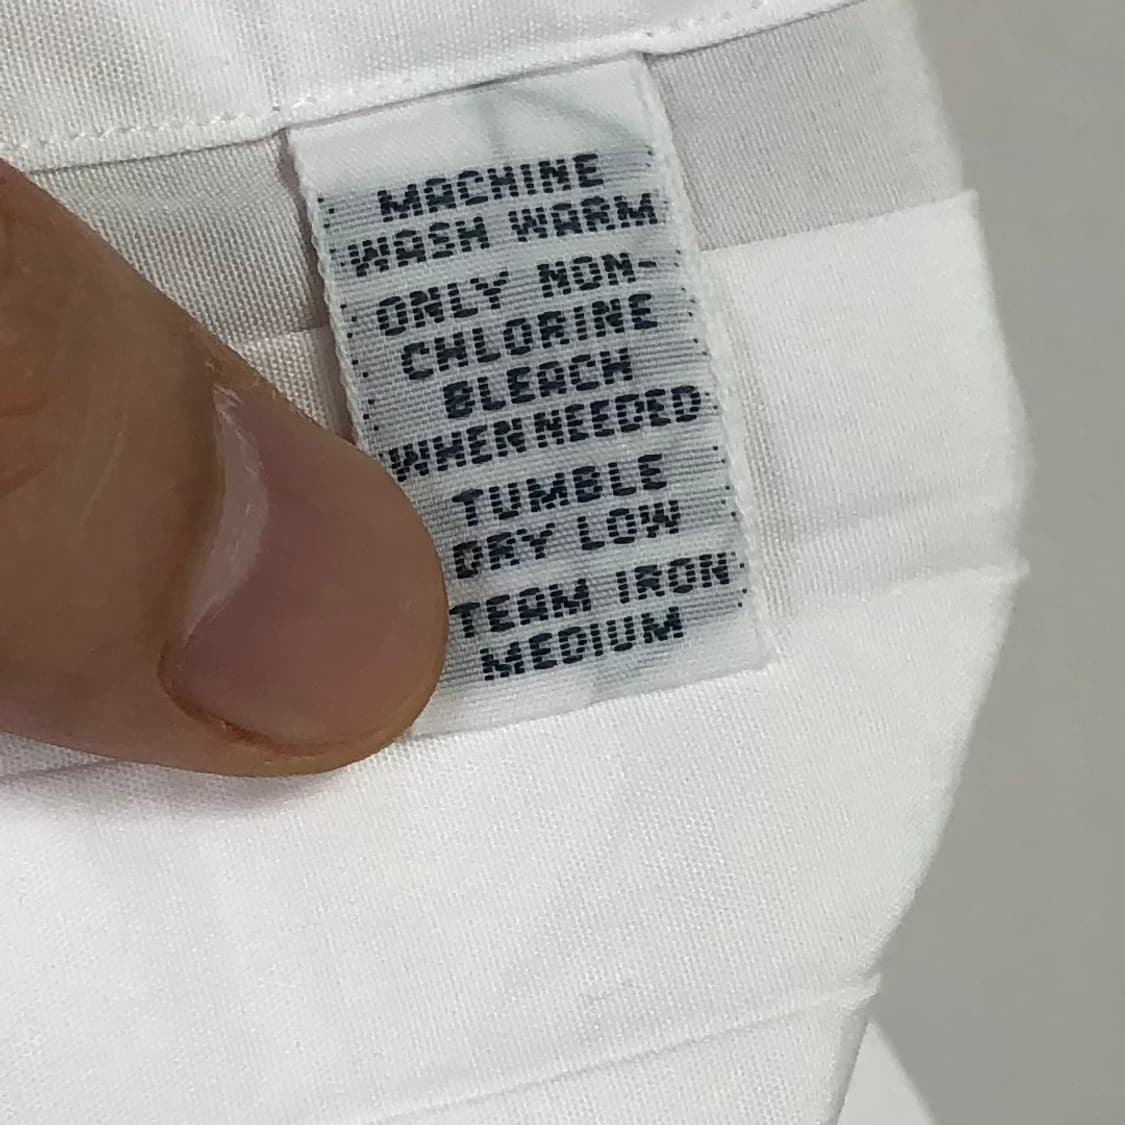 MACHINE
WASH WARM
ONLY NON-
CHLORINE
BLEACH
WHEN NEEDED
TUMBLE
DRY LOW
TEAM IRON
MEDIUM